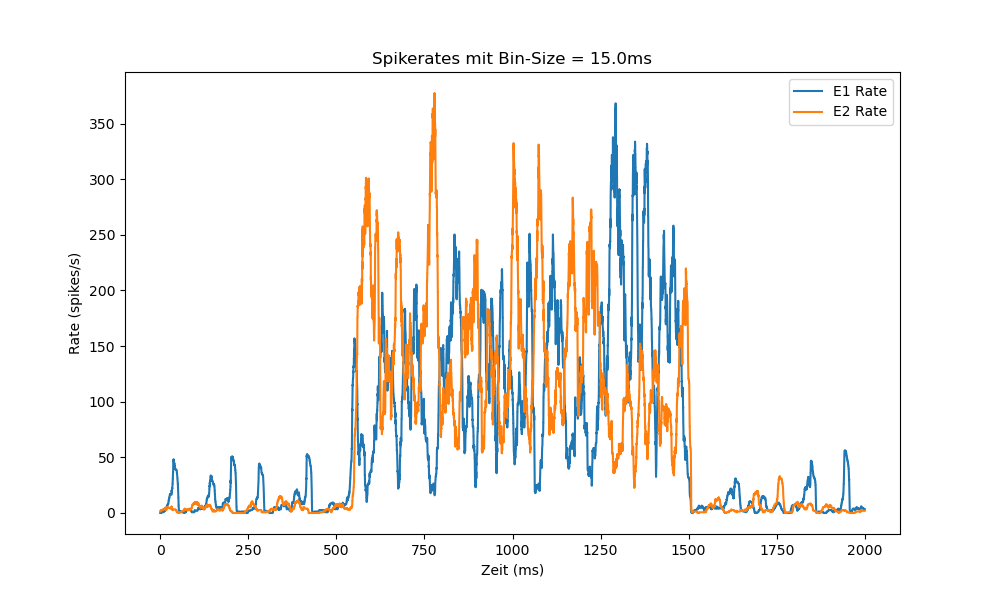 Spikerates mit Bin-Size = 15.0ms
E1 Rate
E2 Rate
350
300
250
200
150
100
50
0
Rate (spikes/s)
0 250 500 750 1000 1250 1500 1750 2000
Zeit (ms)